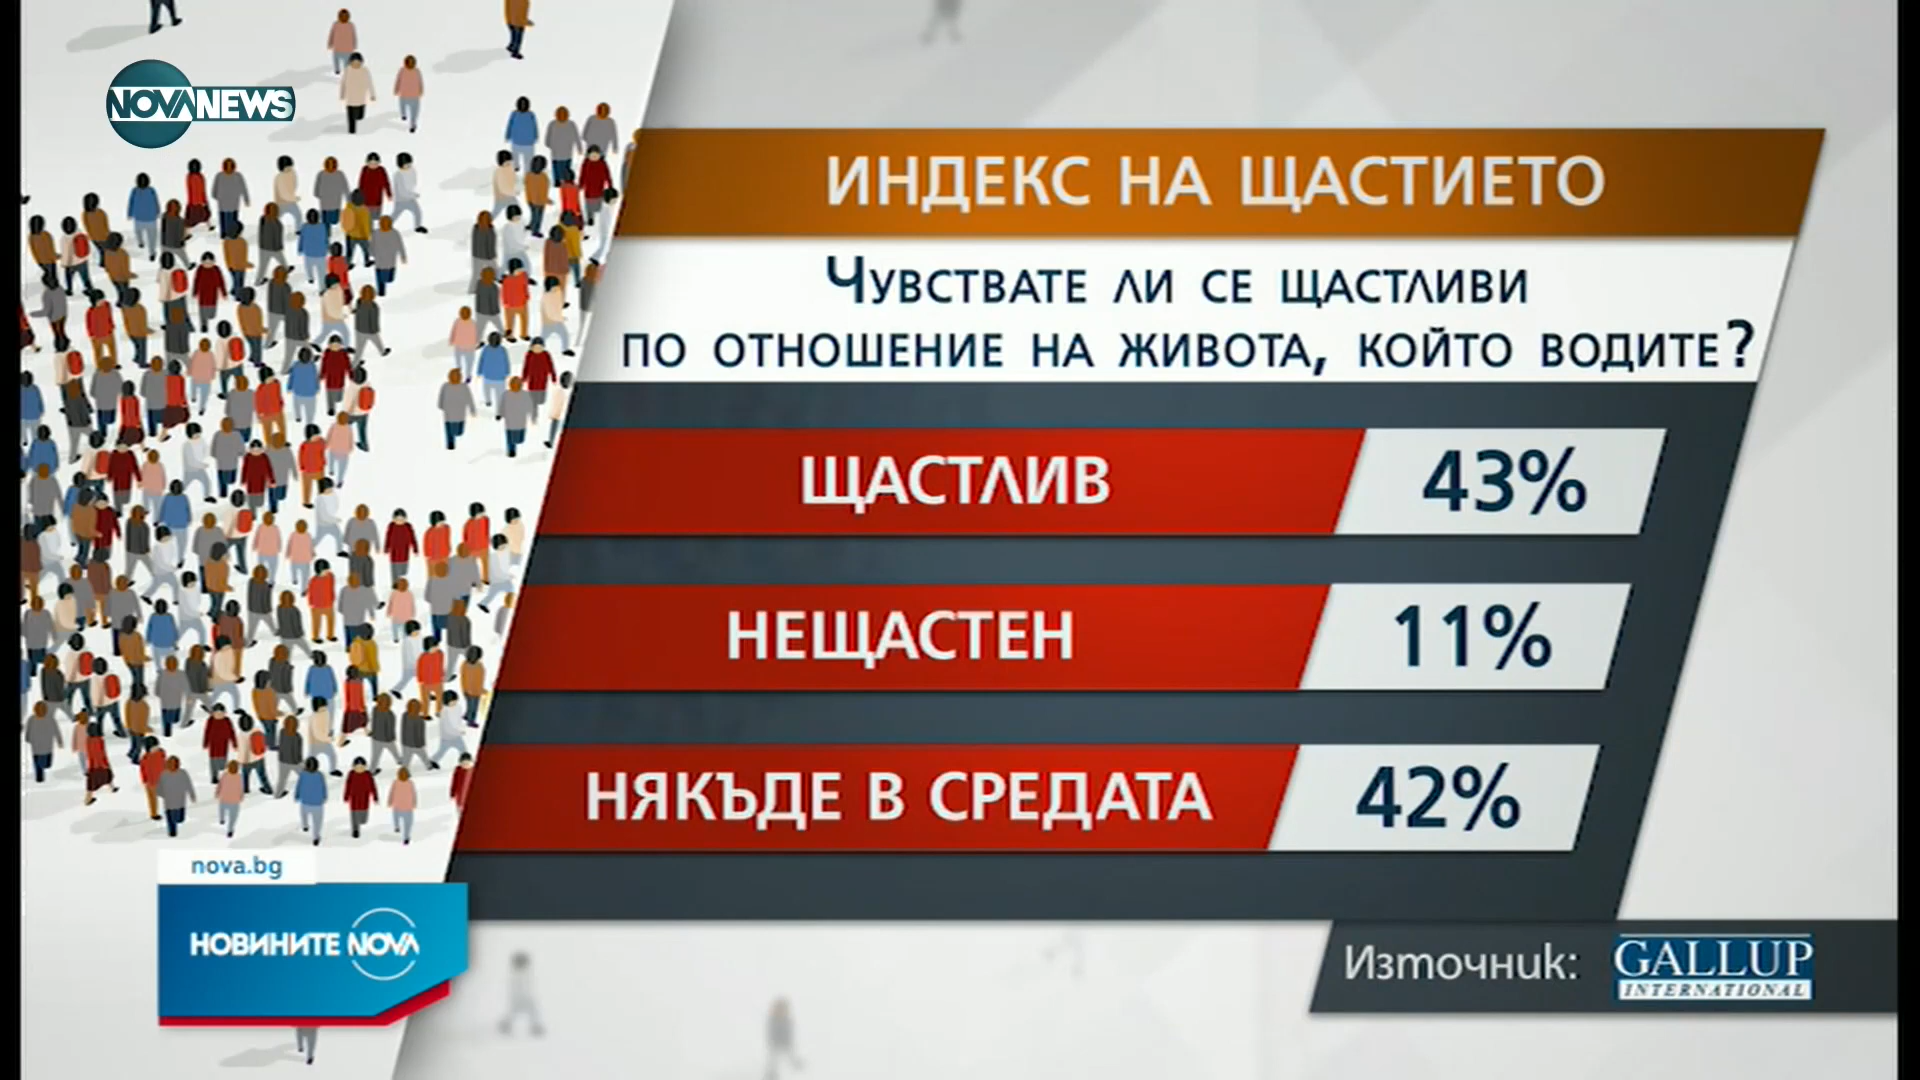 NOVANEWS
ИНДЕКС НА ЩАСТИЕТО
Чувствате ли се щастливи
по отношение на живота, който водите?
ЩАСТЛИВ 43%
НЕЩАСТЕН 11%
НЯКЪДЕ В СРЕДАТА 42%
nova.bg
НОВИНИТЕ NOVA
Източник: GALLUP
INTERNATIONAL